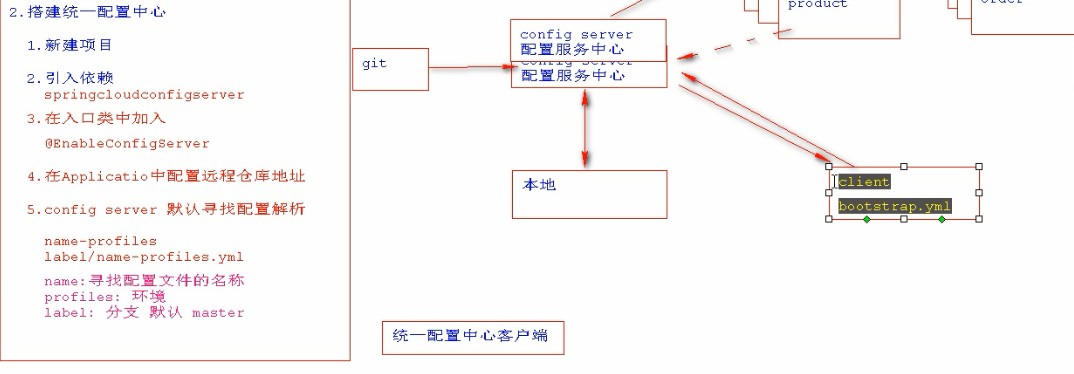 2.搭建统一配置中心
1.新建项目
2.引入依赖
springcloudconfigserver
3.在入口类中加入
@EnableConfigServer
4.在Applicatio中配置远程仓库地址
5.config server 默认寻找配置解析
name-profiles
label/name-profiles.yml
name:寻找配置文件的名称
profiles: 环境
label: 分支 默认 master
git
config server
配置服务中心
config server
配置服务中心
本地
product
client
bootstrap.yml
统一配置中心客户端